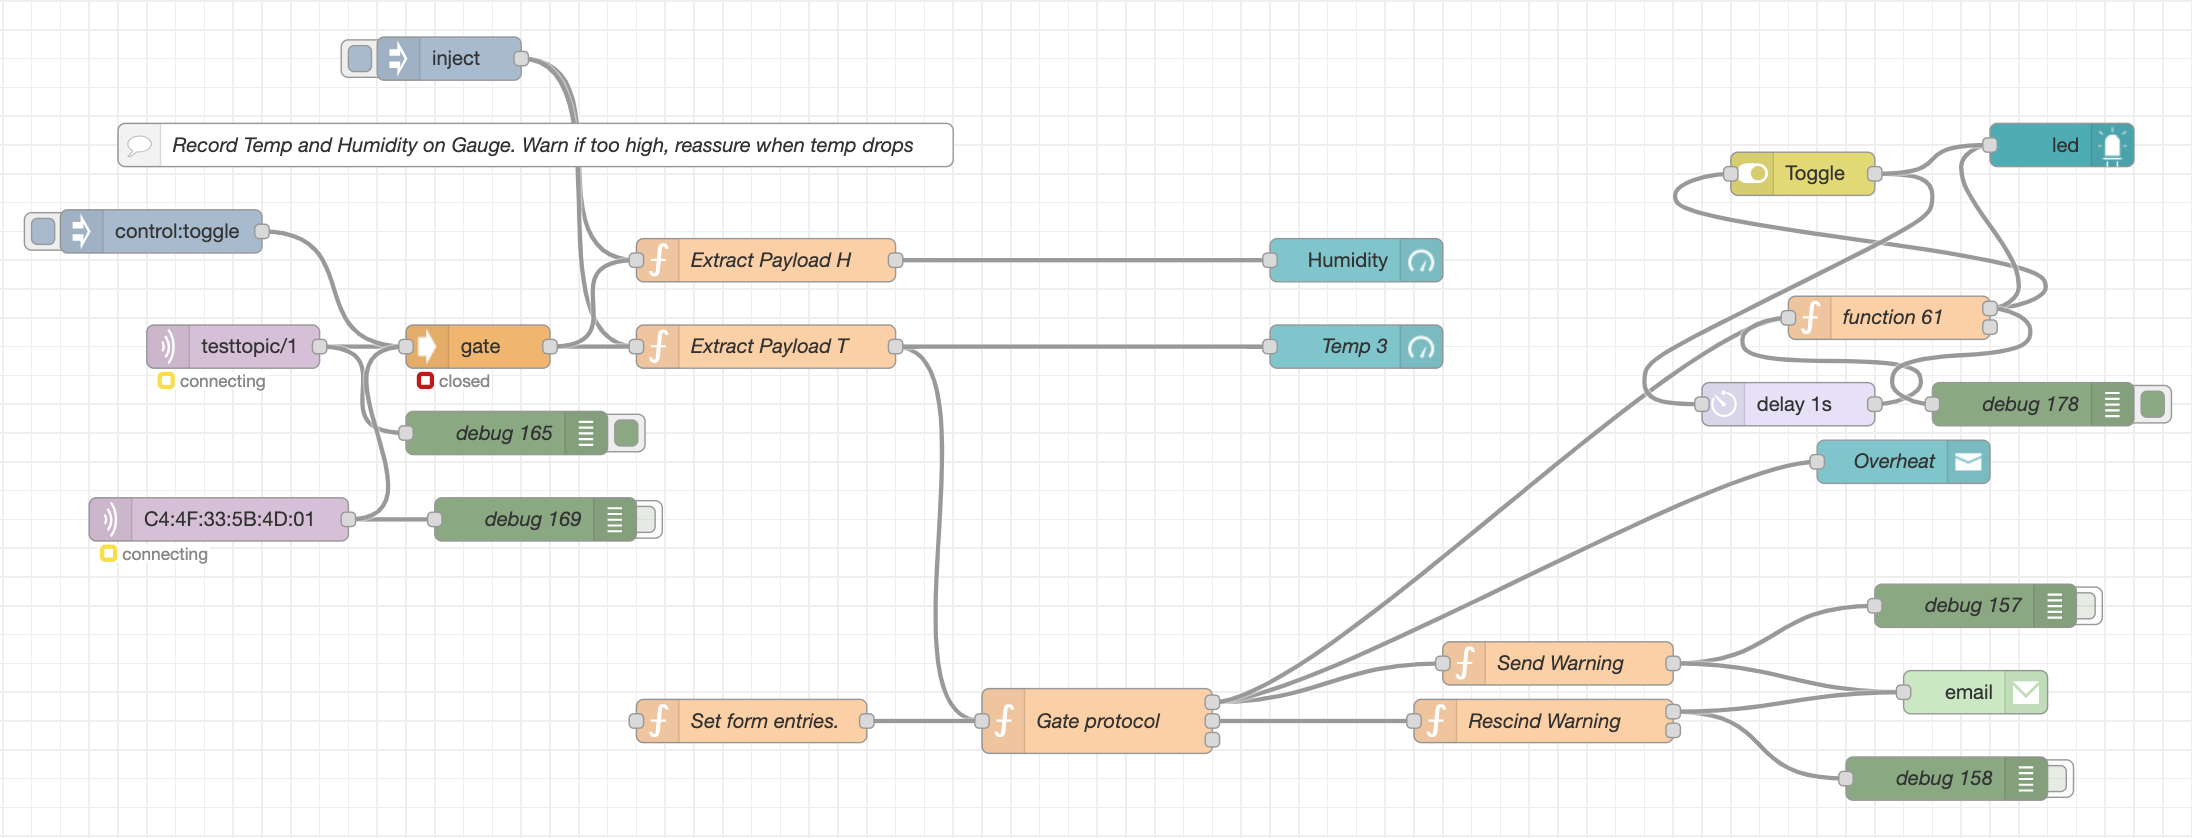 inject
Record Temp and Humidity on Gauge. Warn if too high, reassure when temp drops
led
Toggle
control:toggle
Extract Payload H
Humidity
function 61
testtopic/1
gate
Extract Payload T
Temp 3
connecting
closed
delay 1s
debug 178
debug 165
Overheat
C4:4F:33:5B:4D:01
debug 169
connecting
debug 157
Send Warning
email
Set form entries.
Gate protocol
Rescind Warning
debug 158